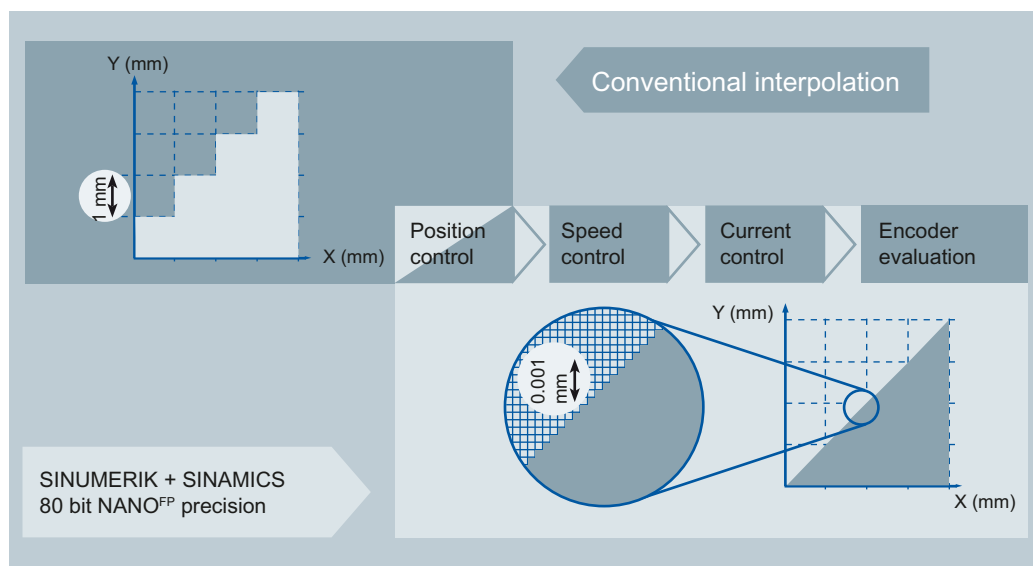 Y (mm)
Conventional interpolation
1 mm
X (mm)
Position
control
Speed
control
Current
control
Encoder
evaluation
Y (mm)
0.001
mm
X (mm)
SINUMERIK + SINAMICS
80 bit NANOFP precision